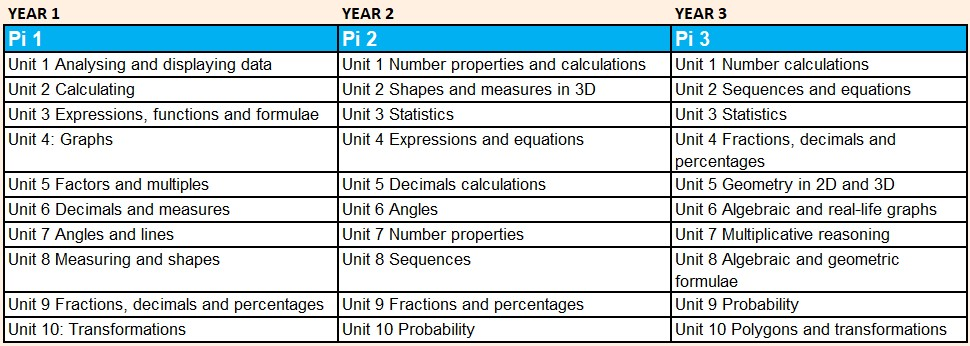 YEAR 1 YEAR 2 YEAR 3
Pi 1 Pi 2 Pi 3
Unit 1 Analysing and displaying data Unit 1 Number properties and calculations Unit 1 Number calculations
Unit 2 Calculating Unit 2 Shapes and measures in 3D Unit 2 Sequences and equations
Unit 3 Expressions, functions and formulae Unit 3 Statistics Unit 3 Statistics
Unit 4: Graphs Unit 4 Expressions and equations Unit 4 Fractions, decimals and
percentages
Unit 5 Factors and multiples Unit 5 Decimals calculations Unit 5 Geometry in 2D and 3D
Unit 6 Decimals and measures Unit 6 Angles Unit 6 Algebraic and real-life graphs
Unit 7 Angles and lines Unit 7 Number properties Unit 7 Multiplicative reasoning
Unit 8 Measuring and shapes Unit 8 Sequences Unit 8 Algebraic and geometric
formulae
Unit 9 Fractions, decimals and percentages Unit 9 Fractions and percentages Unit 9 Probability
Unit 10: Transformations Unit 10 Probability Unit 10 Polygons and transformations